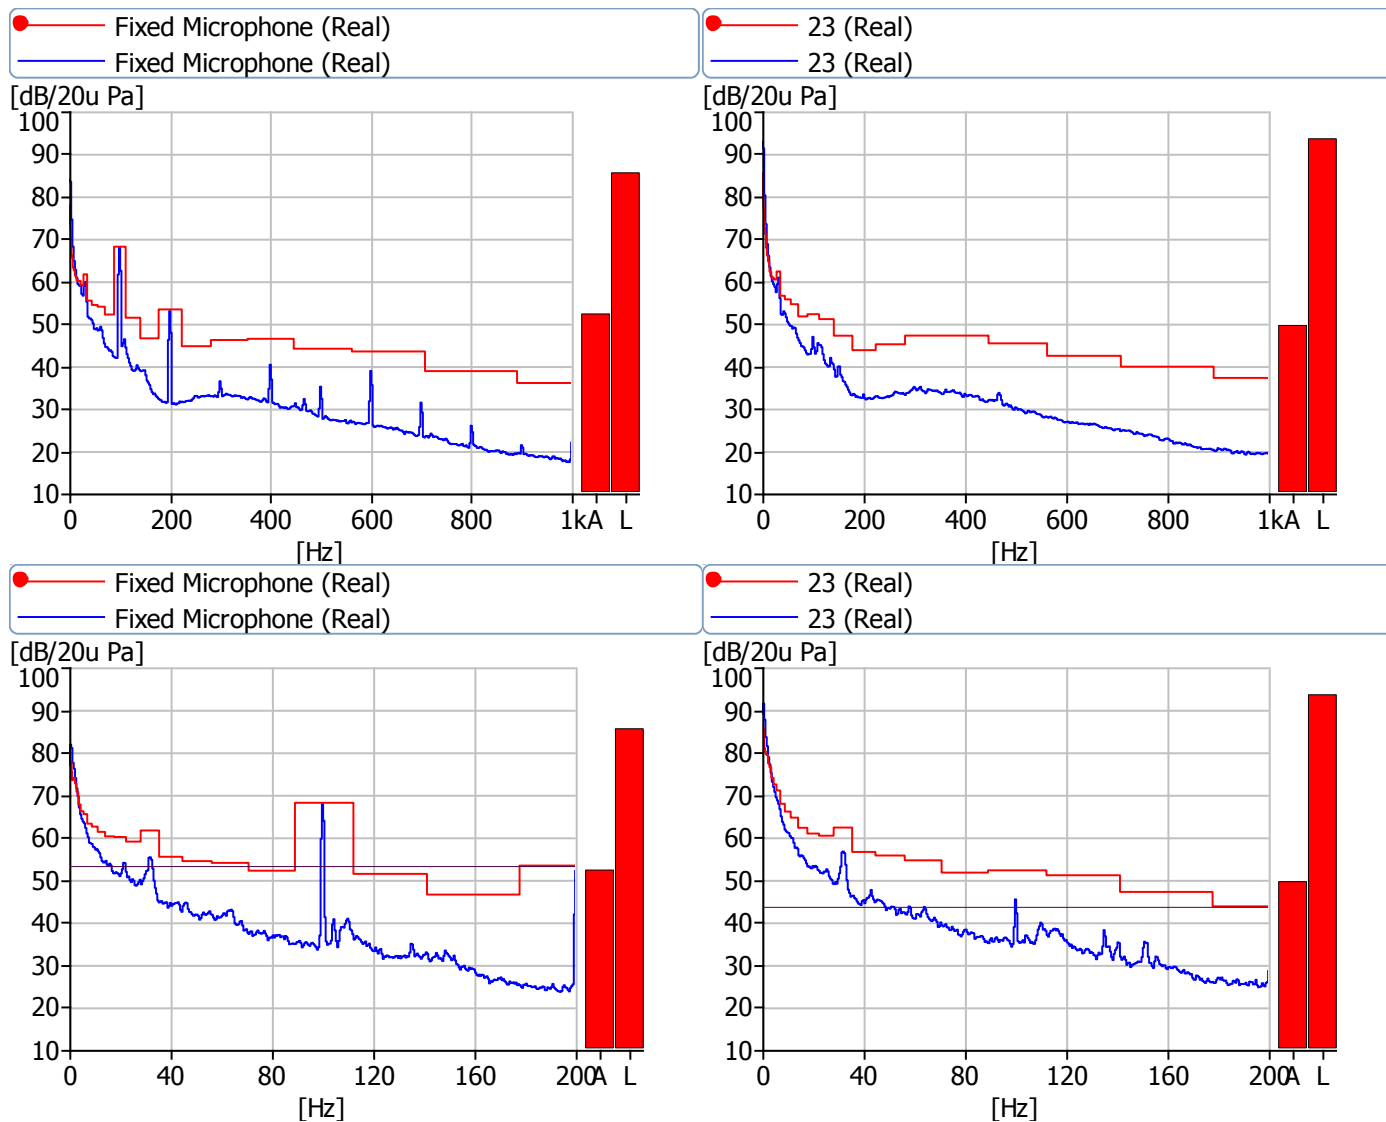 Fixed Microphone (Real)
Fixed Microphone (Real)
[dB/20u Pa]
100
90
80
70
60
50
40
30
20
10
0 200 400 600 800 1kA L
[Hz]
23 (Real)
23 (Real)
[dB/20u Pa]
100
90
80
70
60
50
40
30
20
10
0 200 400 600 800 1kA L
[Hz]
Fixed Microphone (Real)
Fixed Microphone (Real)
[dB/20u Pa]
100
90
80
70
60
50
40
30
20
10
0 40 80 120 160 200A L
[Hz]
23 (Real)
23 (Real)
[dB/20u Pa]
100
90
80
70
60
50
40
30
20
10
0 40 80 120 160 200A L
[Hz]